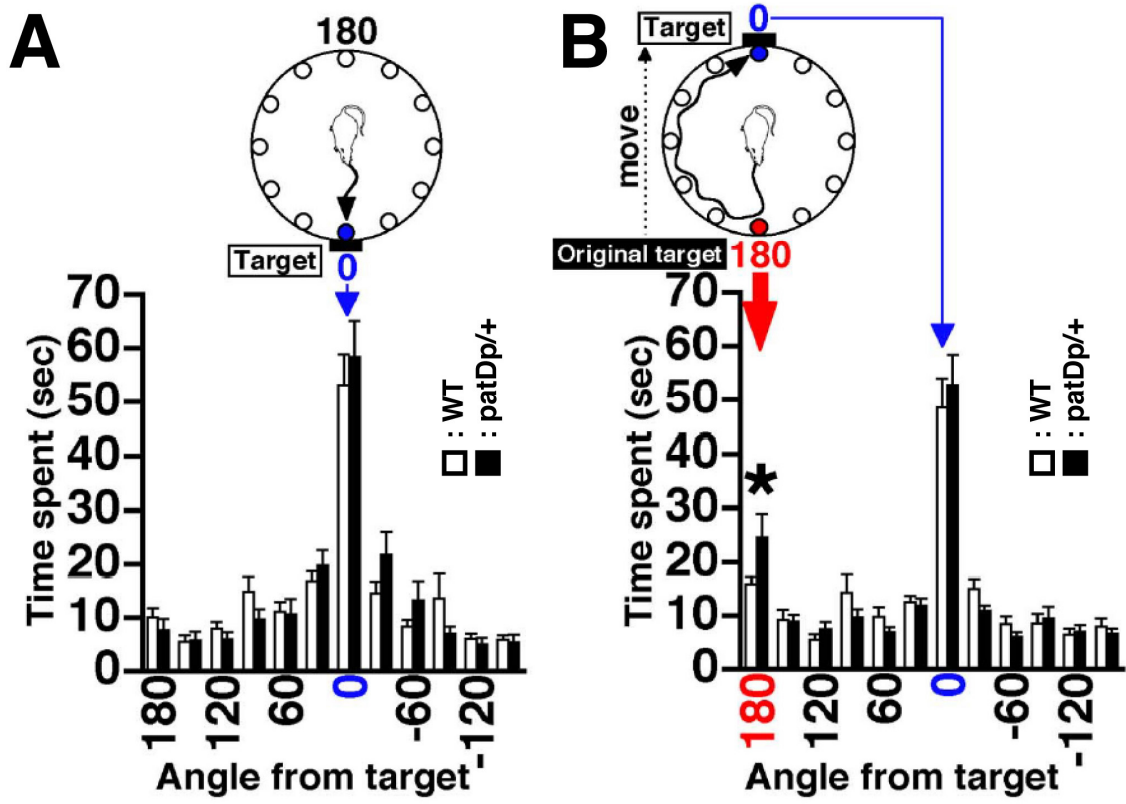 A
180
Target
0
70
60
50
40
30
20
10
0
Time spent (sec)
: WT
: patDp/+
180
120
60
0
-60
-120
Angle from target
B
0
Target
move
Original target
180
70
60
50
40
30
20
10
0
Time spent (sec)
*
: WT
: patDp/+
180
120
60
0
-60
-120
Angle from target